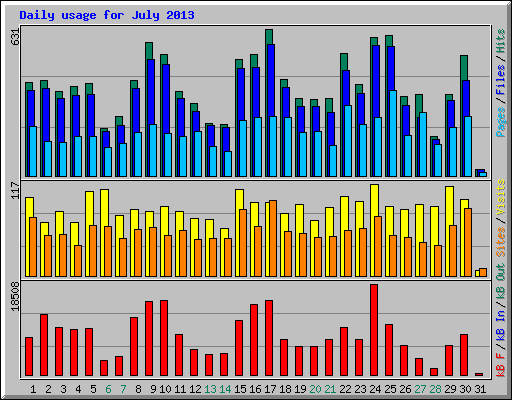 Daily usage for July 2013
631
Pages / Files / Hits
117
Sites / Visits
18508
kB F / kB In / kB Out
1 2 3 4 5 6 7 8 9 10 11 12 13 14 15 16 17 18 19 20 21 22 23 24 25 26 27 28 29 30 31